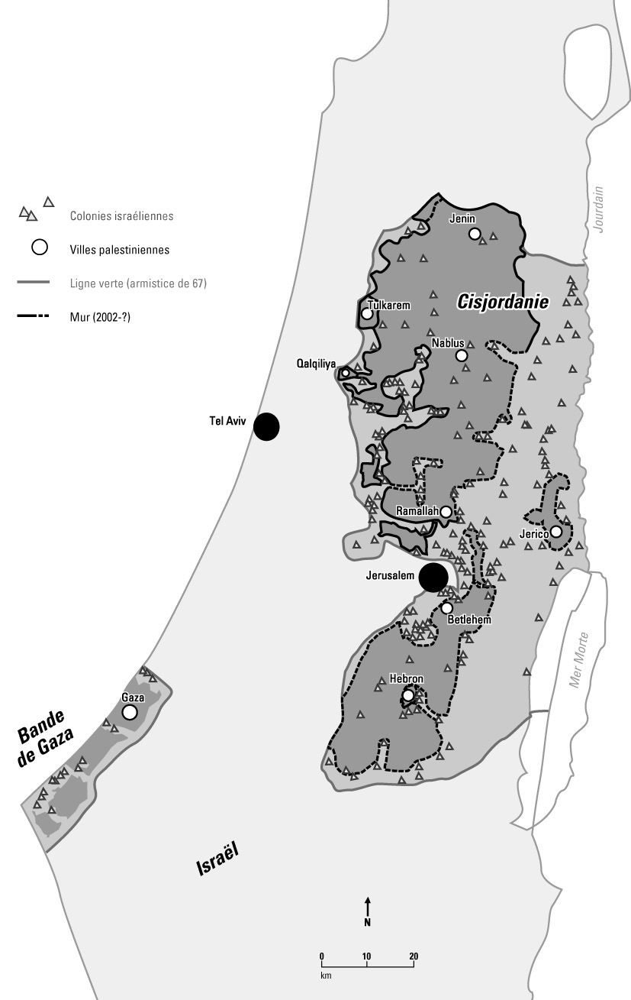 Jourdain
Colonies israéliennes
Villes palestiniennes
Ligne verte (armistice de 67)
Mur (2002-?)
Jenin
Cisjordanie
Tulkarem
Nablus
Qalqiliya
Tel Aviv
Ramallah
Jerico
Jerusalem
Betlehem
Mer Morte
Hebron
Gaza
Bande
de Gaza
Israël
N
0 10 20
km